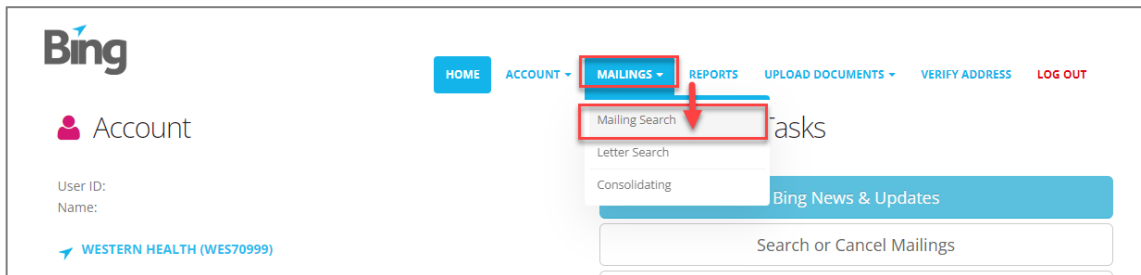 Bing
HOME ACCOUNT MAILINGS REPORTS UPLOAD DOCUMENTS VERIFY ADDRESS LOG OUT
Account
User ID:
Name:
WESTERN HEALTH (WES70999)
Mailing Search
Letter Search
Consolidating
Tasks
Bing News & Updates
Search or Cancel Mailings